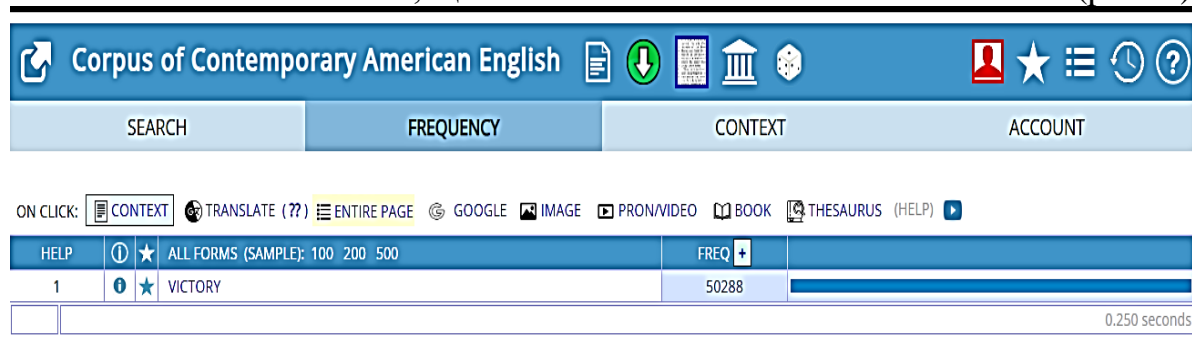 Corpus of Contemporary American English
SEARCH FREQUENCY CONTEXT ACCOUNT
ON CLICK: CONTEXT TRANSLATE (??) ENTIRE PAGE GOOGLE IMAGE PRON/VIDEO BOOK THESAURUS (HELP)
HELP ALL FORMS (SAMPLE): 100 200 500 FREQ +
1 VICTORY 50288
0.250 seconds